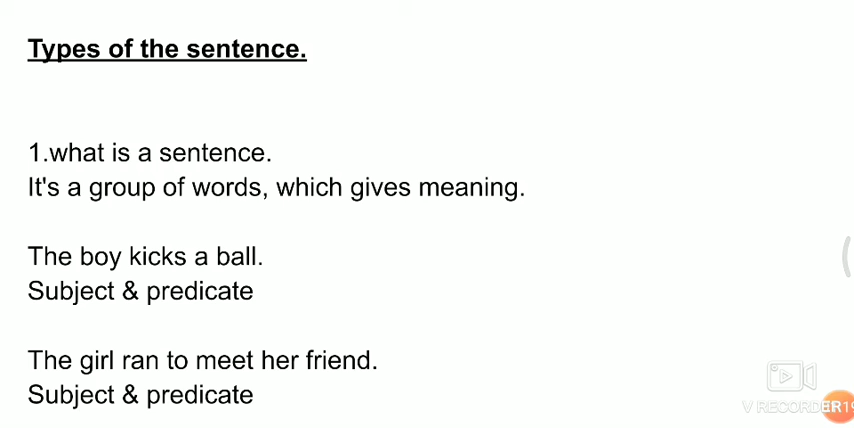 Types of the sentence.
1.what is a sentence.
It's a group of words, which gives meaning.
The boy kicks a ball.
Subject & predicate
The girl ran to meet her friend.
Subject & predicate
V RECORDER